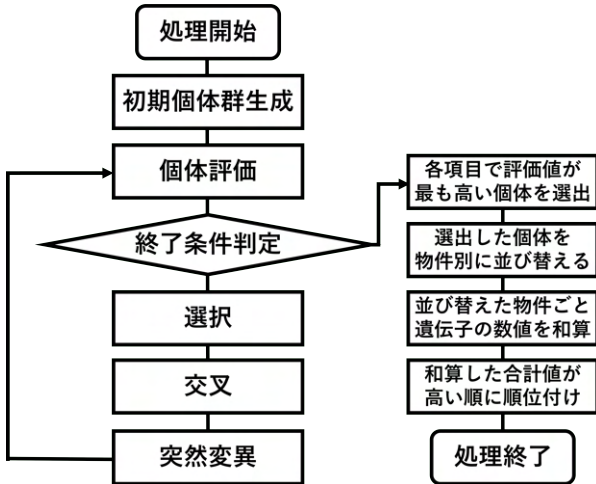 処理開始
初期個体群生成
個体評価
終了条件判定
選択
交叉
突然変異
各項目で評価値が
最も高い個体を選出
選出した個体を
物件別に並び替える
並び替えた物件ごと
遺伝子の数値を和算
和算した合計値が
高い順に順位付け
処理終了